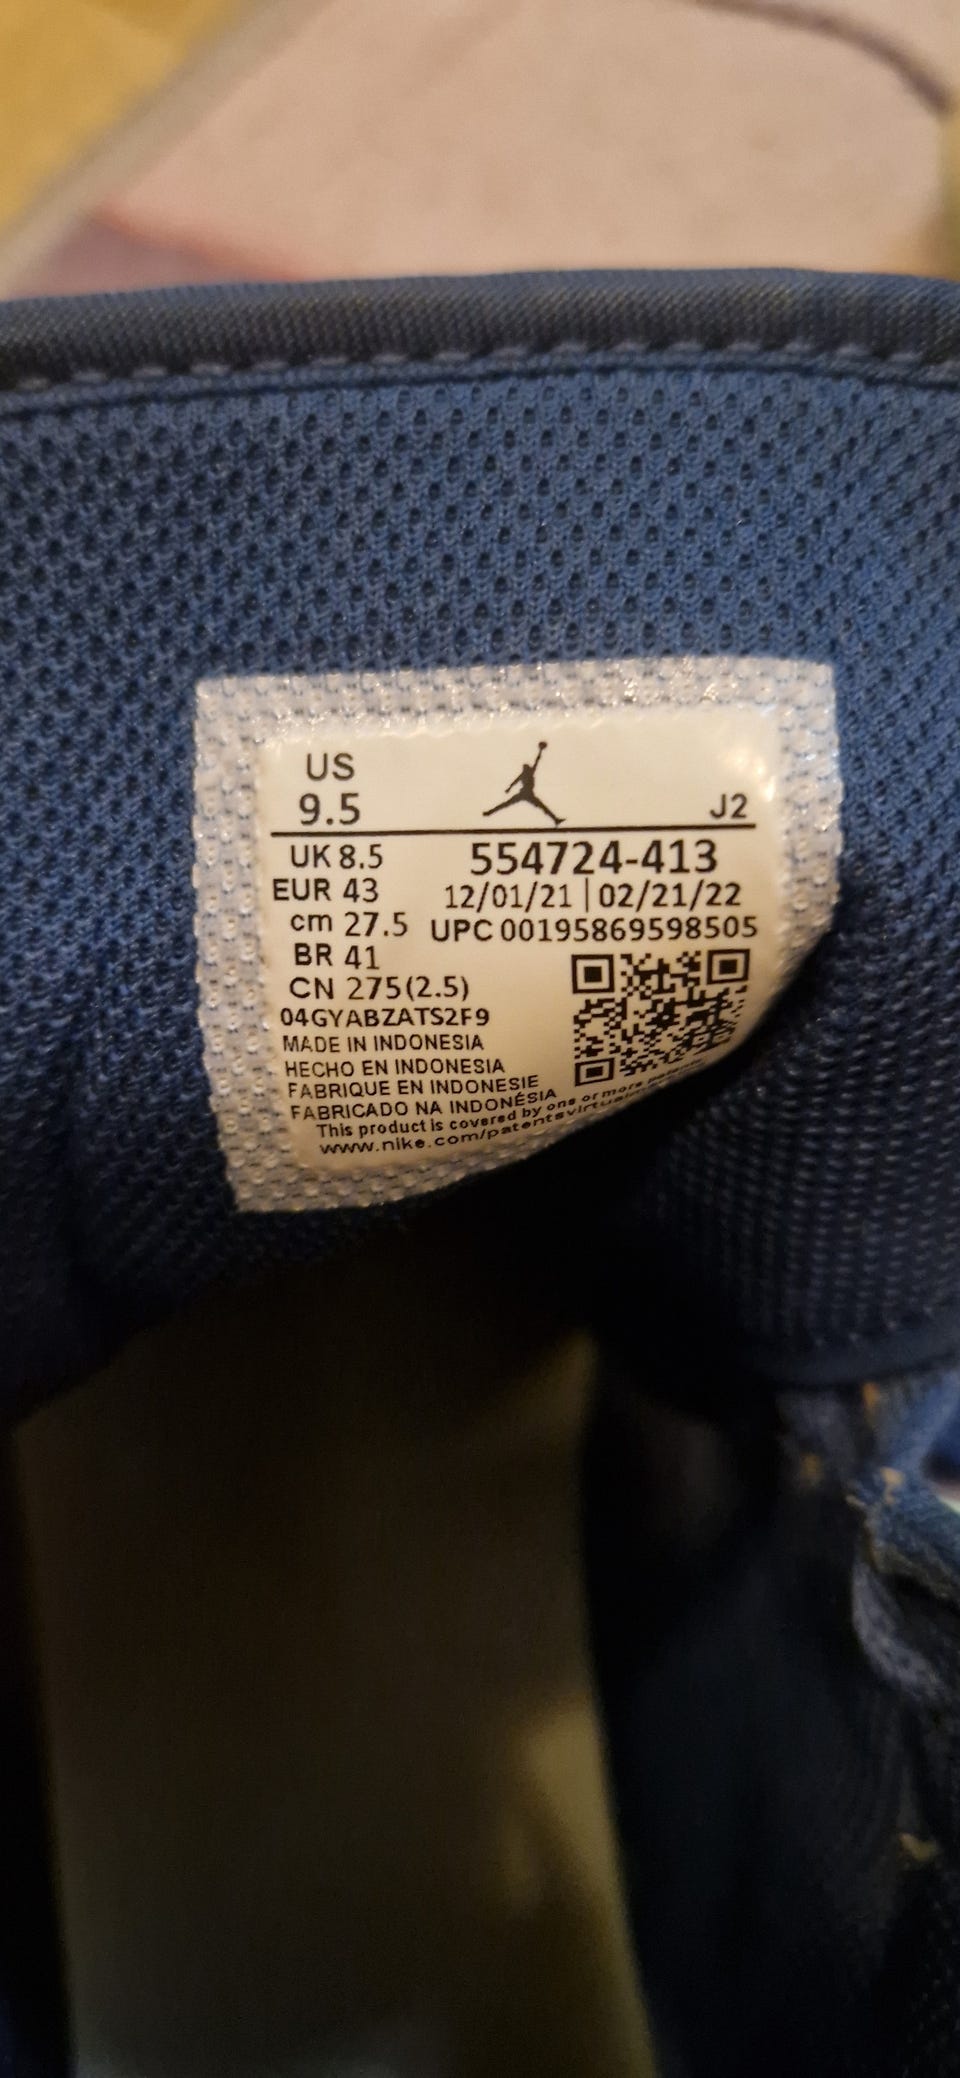 US
9.5
J2
UK 8.5
554724-413
EUR 43
12/01/21 | 02/21/22
cm 27.5
UPC 00195869598505
BR 41
CN 275(2.5)
04GYABZATS2F9
MADE IN INDONESIA
HECHO EN INDONESIA
FABRIQUE EN INDONESIE
FABRICADO NA INDONÉSIA
This product is covered by one or more
www.nike.com/patents